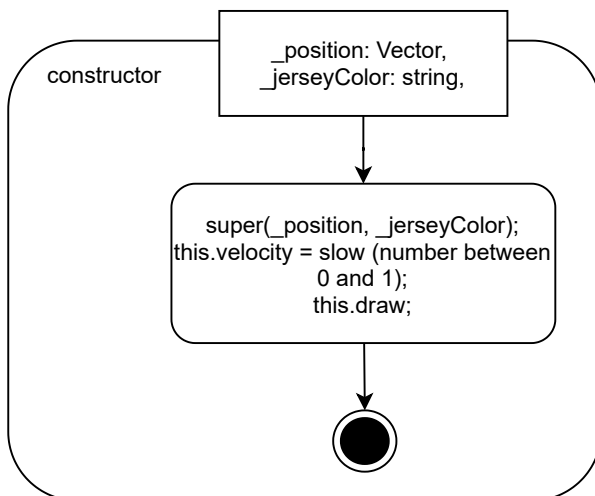 _position: Vector,
_jerseyColor: string,
constructor
super(_position, _jerseyColor);
this.velocity = slow (number between
0 and 1);
this.draw;